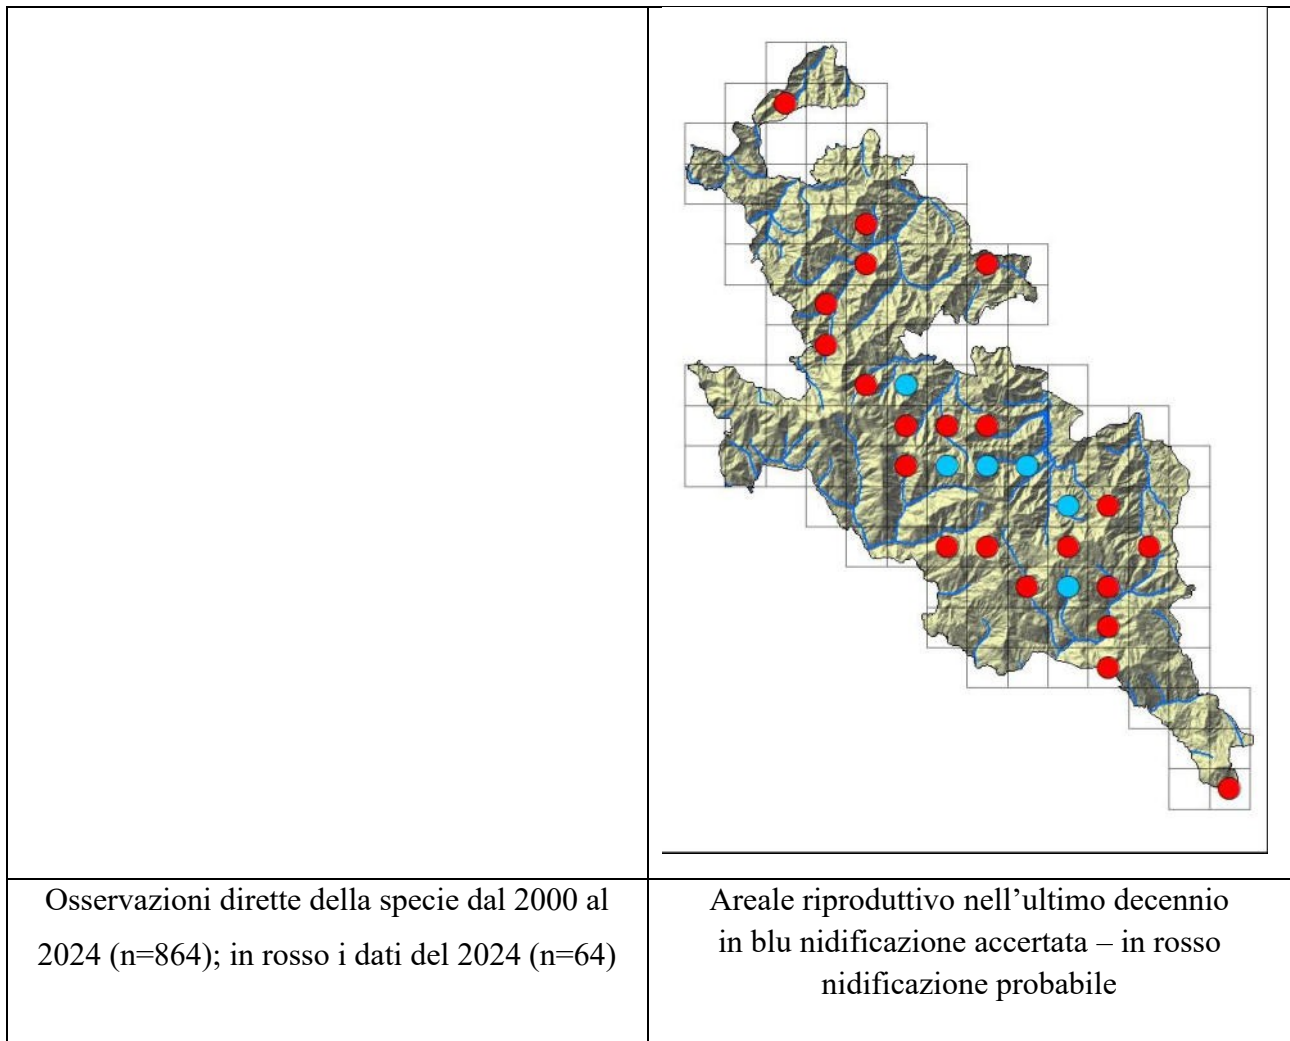 Osservazioni dirette della specie dal 2000 al
2024 (n=864); in rosso i dati del 2024 (n=64)
Areale riproduttivo nell’ultimo decennio
in blu nidificazione accertata – in rosso
nidificazione probabile